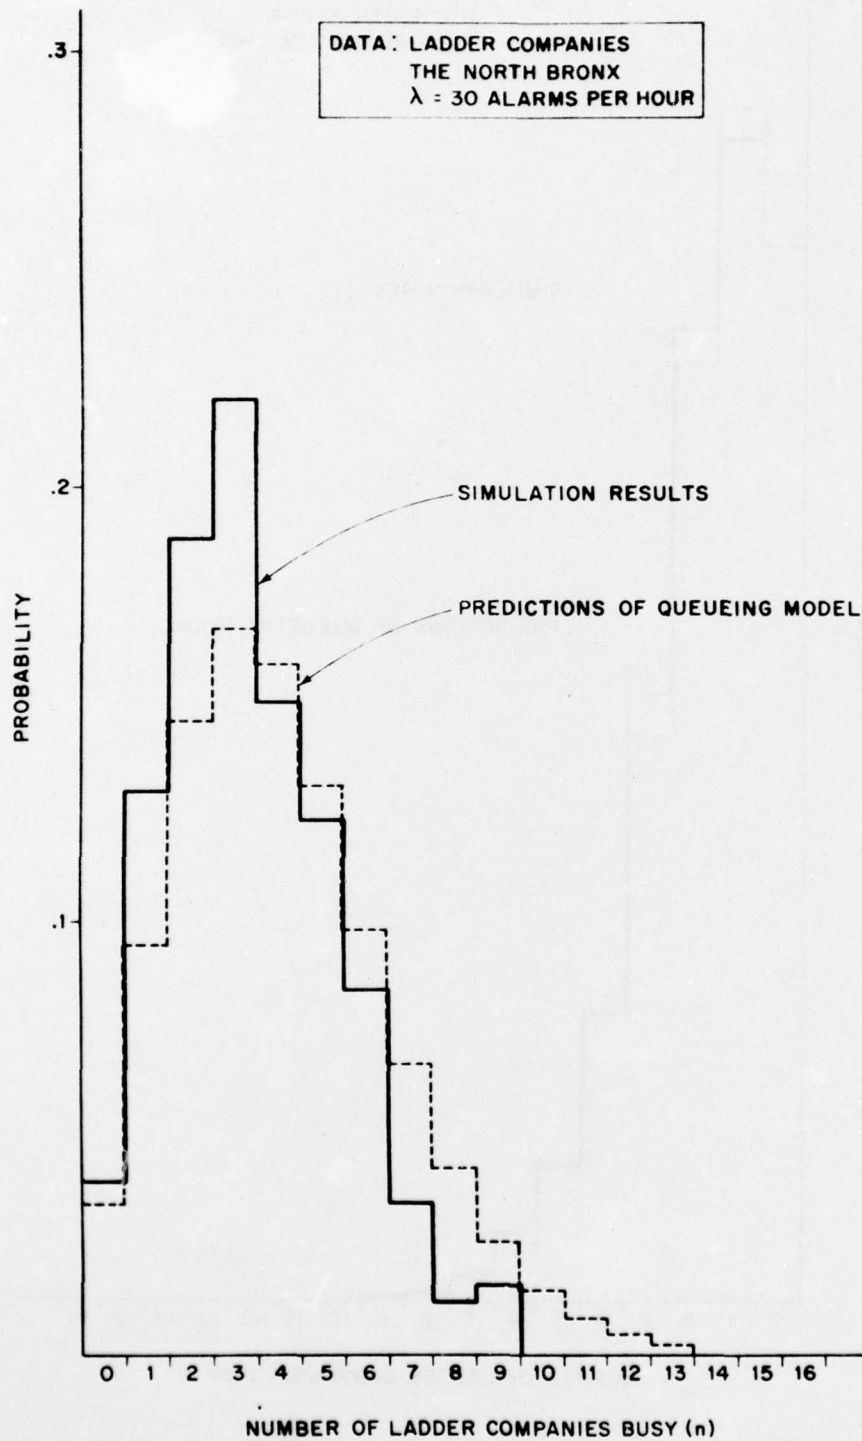 DATA: LADDER COMPANIES
THE NORTH BRONX
λ = 30 ALARMS PER HOUR
.3
.2
.1
PROBABILITY
SIMULATION RESULTS
PREDICTIONS OF QUEUEING MODEL
0 1 2 3 4 5 6 7 8 9 10 11 12 13 14 15 16
NUMBER OF LADDER COMPANIES BUSY (n)